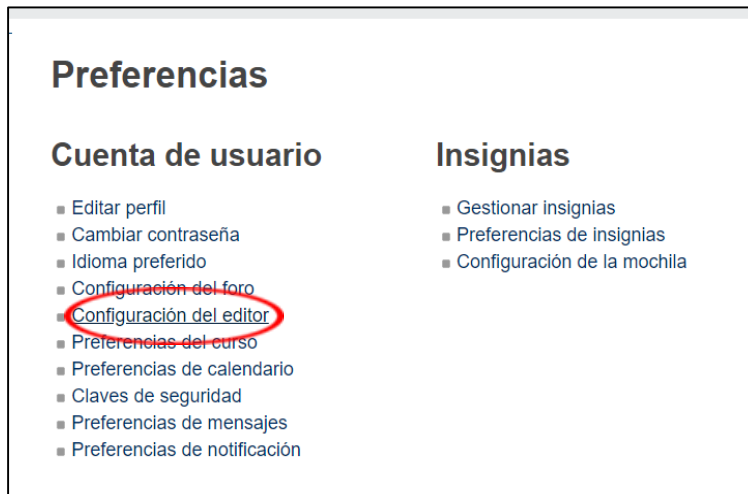 Preferencias
Cuenta de usuario
Editar perfil
Cambiar contraseña
Idioma preferido
Configuración del foro
Configuración del editor
Preferencias del curso
Preferencias de calendario
Claves de seguridad
Preferencias de mensajes
Preferencias de notificación
Insignias
Gestionar insignias
Preferencias de insignias
Configuración de la mochila